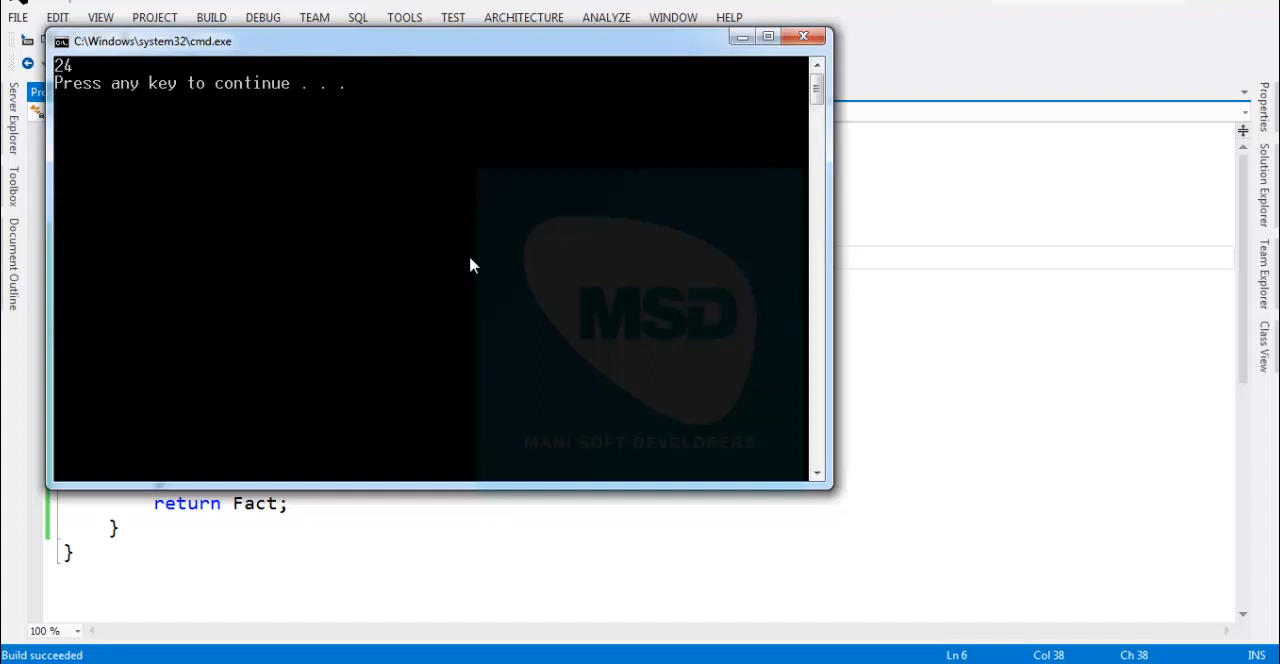 FILE EDIT VIEW PROJECT BUILD DEBUG TEAM SQL TOOLS TEST ARCHITECTURE ANALYZE WINDOW HELP
C:\Windows\system32\cmd.exe
24
Press any key to continue . . .
Server Explorer
Toolbox
Document Outline
Properties
Solution Explorer
Team Explorer
Class View
MSD
MANI SOFT DEVELOPERS
return Fact;
}
}
100 %
Build succeeded Ln 6 Col 38 Ch 38 INS